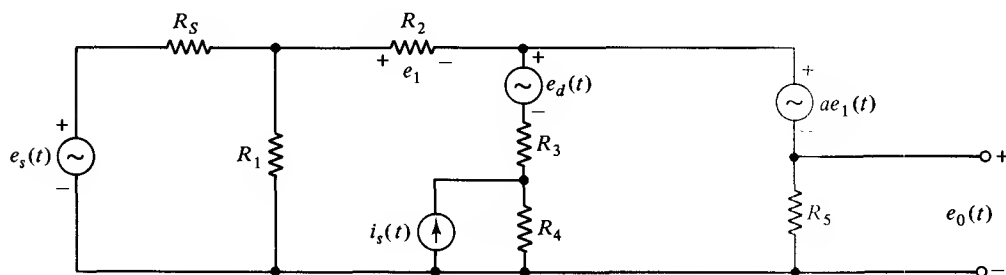 R_S
R_2
+ e_1 −
+
e_d(t)
−
+
ae_1(t)
−
+
e_s(t)
−
R_1
R_3
i_s(t)
R_4
R_5
+
e_0(t)
−